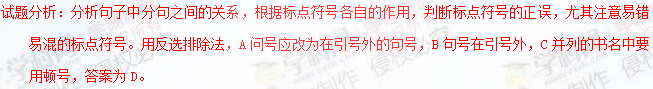 试题分析：分析句子中分句之间的关系，根据标点符号各自的作用，判断标点符号的正误，尤其注意易错
易混的标点符号。用反选排除法，A 问号应改为在引号外的句号，B 句号在引号外，C 并列的书名中要
用顿号，答案为 D。